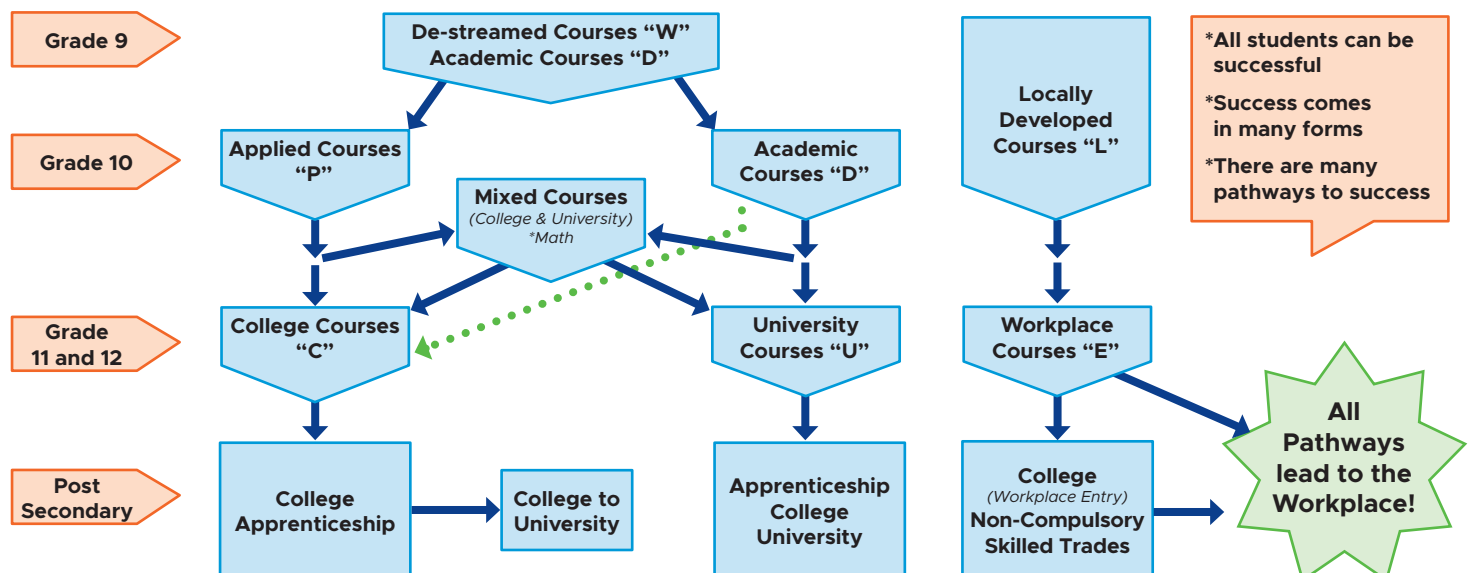 Grade 9
De-streamed Courses “W”
Academic Courses “D”
Locally
Developed
Courses “L”
*All students can be
successful
*Success comes
in many forms
*There are many
pathways to success
Grade 10
Applied Courses
“P”
Mixed Courses
(College & University)
*Math
Academic
Courses “D”
Grade
11 and 12
College Courses
“C”
University
Courses “U”
Workplace
Courses “E”
Post
Secondary
College
Apprenticeship
College to
University
Apprenticeship
College
University
College
(Workplace Entry)
Non-Compulsory
Skilled Trades
All
Pathways
lead to the
Workplace!